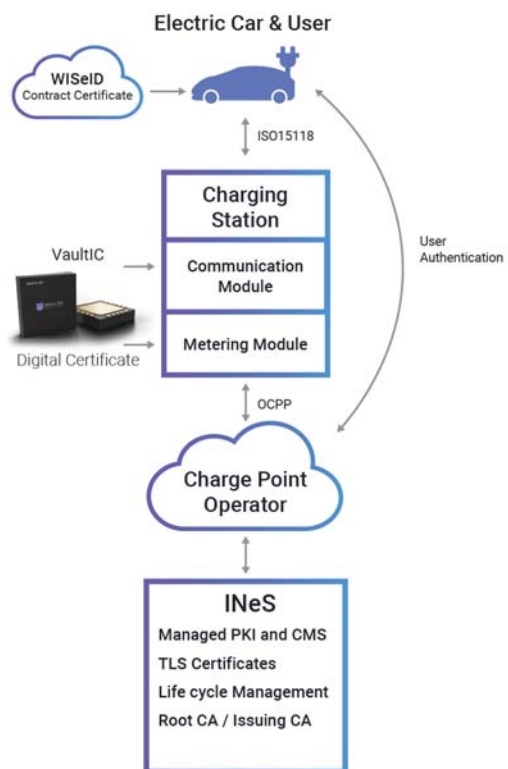 Electric Car & User
WISeID
Contract Certificate
ISO15118
Charging
Station
User
Authentication
VaultIC
Communication
Module
Metering Module
Digital Certificate
OCPP
Charge Point
Operator
INeS
Managed PKI and CMS
TLS Certificates
Life cycle Management
Root CA / Issuing CA